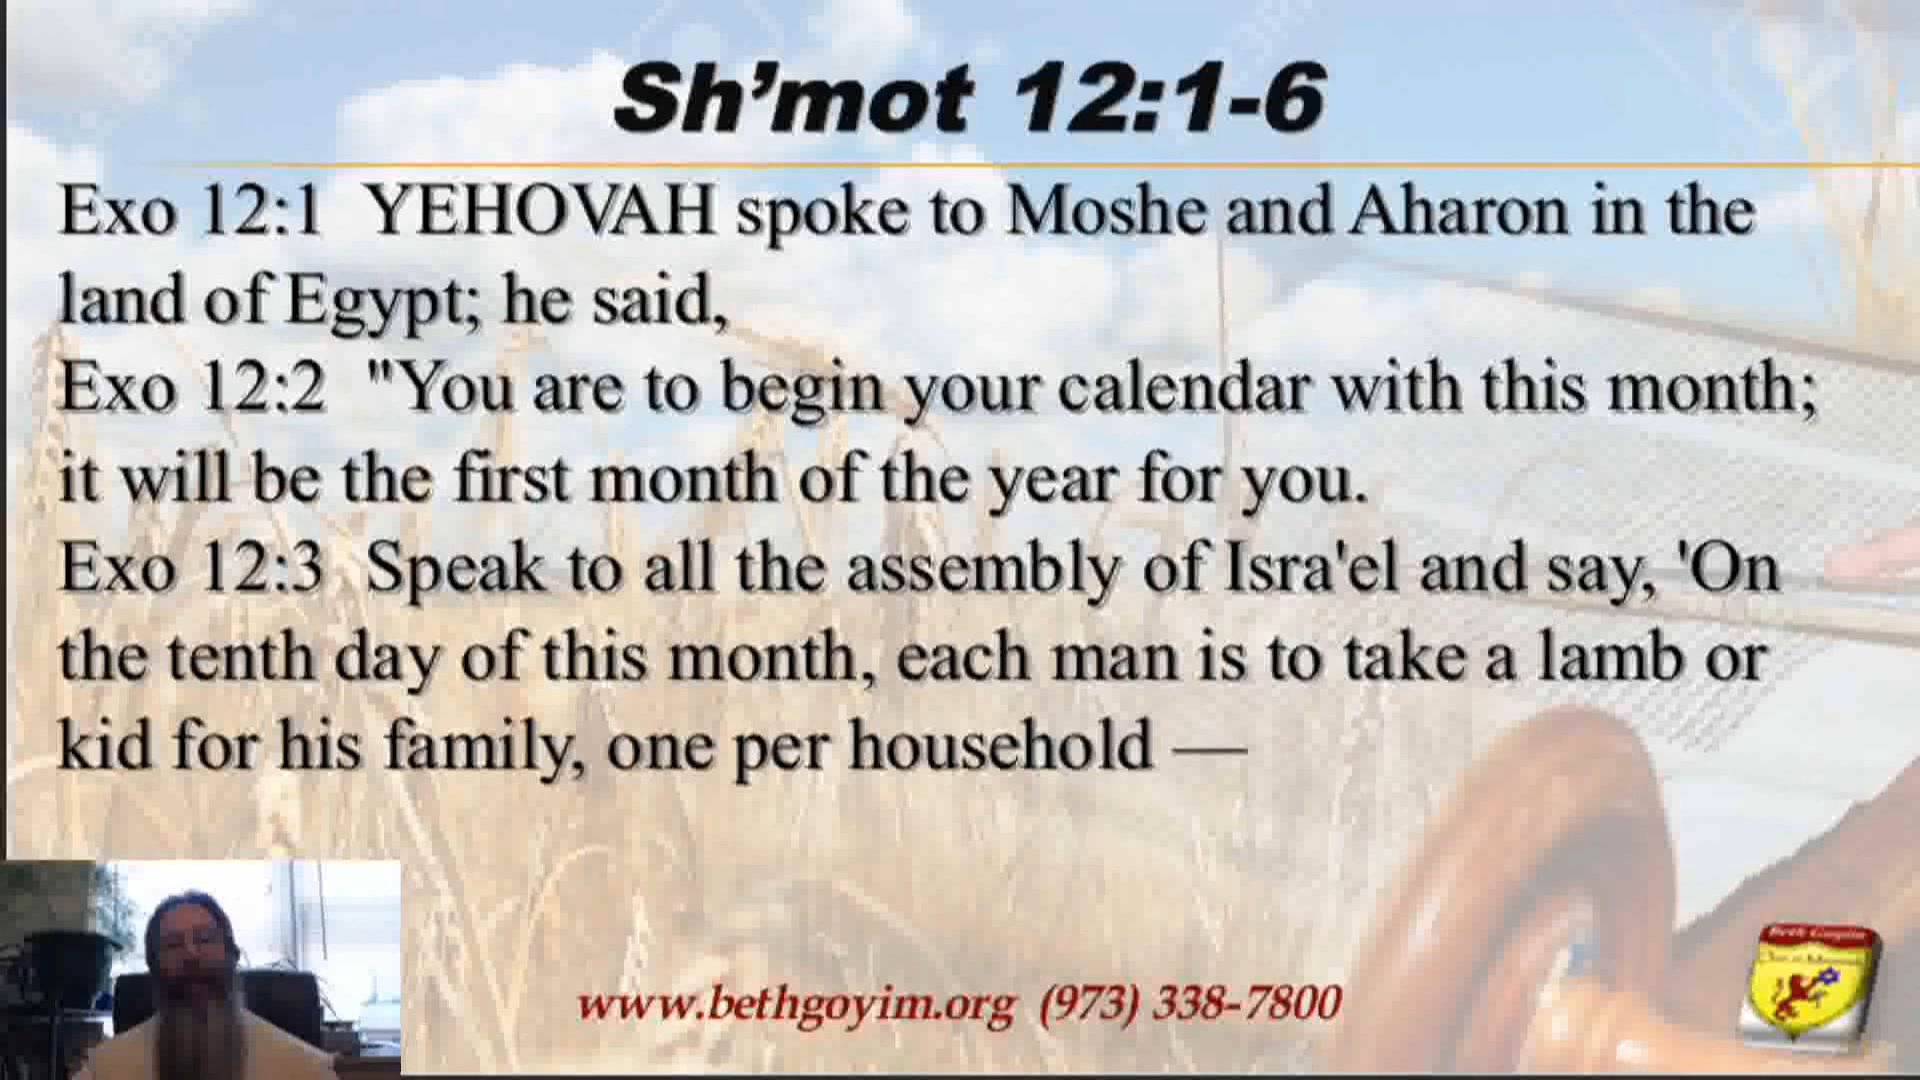 Sh’mot 12:1-6
Exo 12:1 YEHOVAH spoke to Moshe and Aharon in the
land of Egypt; he said,
Exo 12:2 "You are to begin your calendar with this month;
it will be the first month of the year for you.
Exo 12:3 Speak to all the assembly of Isra'el and say, 'On
the tenth day of this month, each man is to take a lamb or
kid for his family, one per household —
www.bethgoyim.org (973) 338-7800
Beth Goyim